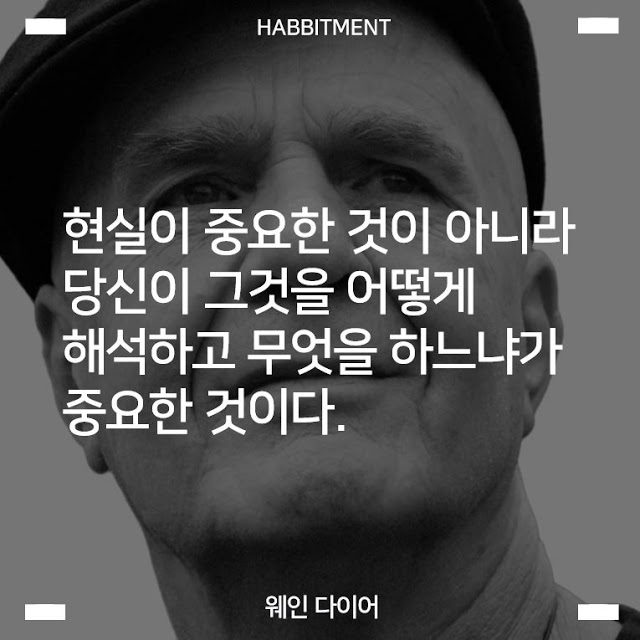 HABBITMENT
현실이 중요한 것이 아니라
당신이 그것을 어떻게
해석하고 무엇을 하느냐가
중요한 것이다.
웨인 다이어